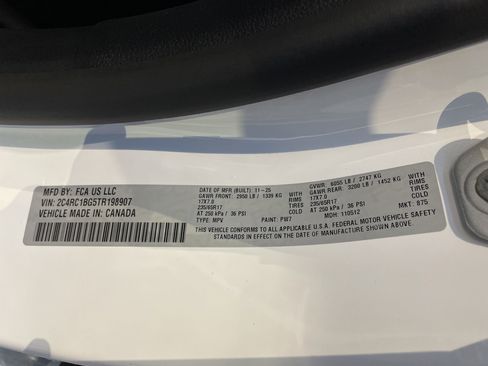 MFD BY: FCA US LLC
VIN: 2C4RC1BG5TR198907
VEHICLE MADE IN: CANADA
DATE OF MFR (BUILT): 11-25
GAWR FRONT: 2950 LB / 1339 KG
17X7.0 RIMS
235/65R17 TIRES
AT 250 kPa / 36 PSI COLD
TYPE: MPV PAINT: PW7
GVWR: 6055 LB / 2747 KG
GAWR REAR: 3200 LB / 1452 KG
17X7.0 RIMS
235/65R17 TIRES
AT 250 kPa / 36 PSI COLD
MDH: 110512 MKT: 875
THIS VEHICLE CONFORMS TO ALL APPLICABLE U.S.A. FEDERAL MOTOR VEHICLE SAFETY
STANDARDS IN EFFECT ON THE DATE OF MANUFACTURE SHOWN ABOVE.